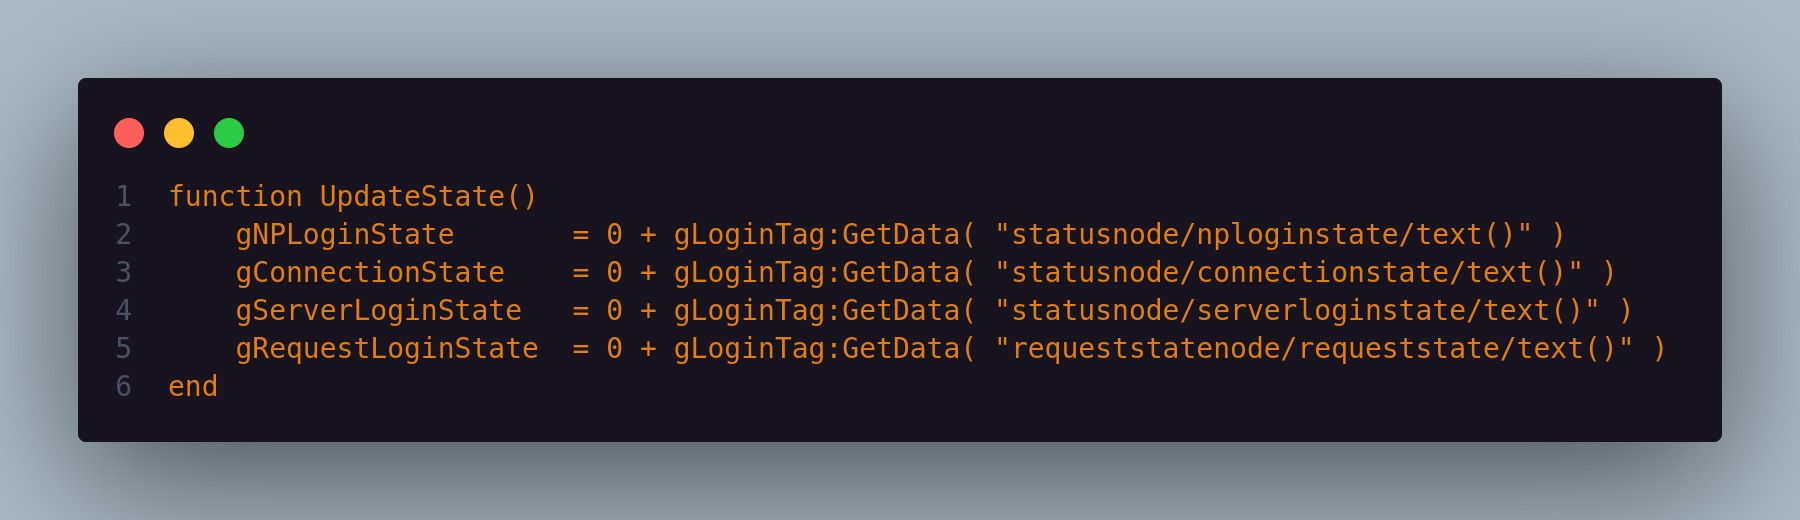 1 function UpdateState()
2     gNPLoginState       = 0 + gLoginTag:GetData( "statusnode/nploginstate/text()" )
3     gConnectionState    = 0 + gLoginTag:GetData( "statusnode/connectionstate/text()" )
4     gServerLoginState   = 0 + gLoginTag:GetData( "statusnode/serverloginstate/text()" )
5     gRequestLoginState  = 0 + gLoginTag:GetData( "requeststatenode/requeststate/text()" )
6 end